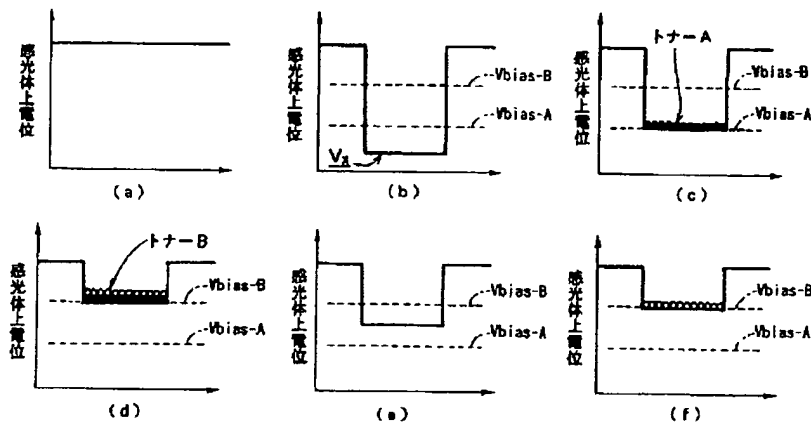 感光体上電位
(a)
感光体上電位
Vbias-B
Vbias-A
(b)
感光体上電位
トナーA
Vbias-B
Vbias-A
(c)
感光体上電位
トナーB
Vbias-B
Vbias-A
(d)
感光体上電位
Vbias-B
Vbias-A
(e)
感光体上電位
Vbias-B
Vbias-A
(f)